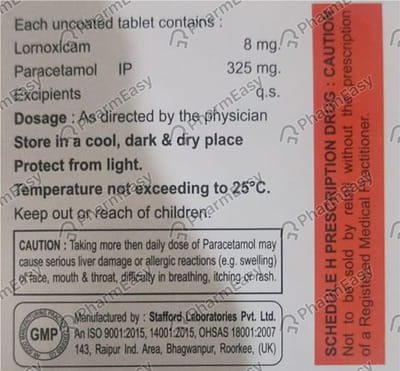 Each uncoated tablet contains :
Lornoxicam 8 mg.
Paracetamol IP 325 mg.
Excipients q.s.
Dosage : As directed by the physician
Store in a cool, dark & dry place
Protect from light.
Temperature not exceeding to 25°C.
Keep out or reach of children.
CAUTION : Taking more then daily dose of Paracetamol may
cause serious liver damage or allergic reactions (e.g. swelling)
of face, mouth & throat, difficulty in breathing, itching or rash.
GMP
Manufactured by : Stafford Laboratories Pvt. Ltd.
An ISO 9001:2015, 14001:2015, OHSAS 18001:2007
143, Raipur Ind. Area, Bhagwanpur, Roorkee, (UK)
SCHEDULE H PRESCRIPTION DRUG : CAUTION
Not to be sold by retail without the prescription
of a Registered Medical Practitioner.
PharmEasy